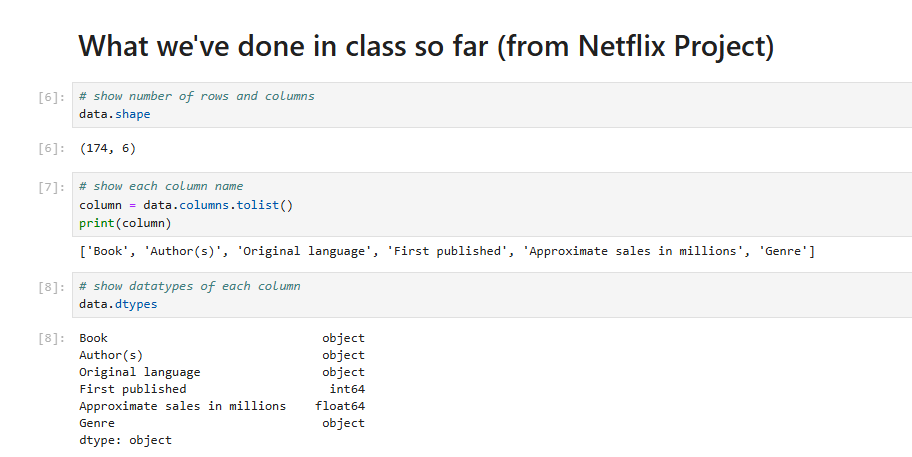 What we've done in class so far (from Netflix Project)
[6]: # show number of rows and columns
data.shape
[6]: (174, 6)
[7]: # show each column name
column = data.columns.tolist()
print(column)
['Book', 'Author(s)', 'Original language', 'First published', 'Approximate sales in millions', 'Genre']
[8]: # show datatypes of each column
data.dtypes
[8]: Book object
Author(s) object
Original language object
First published int64
Approximate sales in millions float64
Genre object
dtype: object